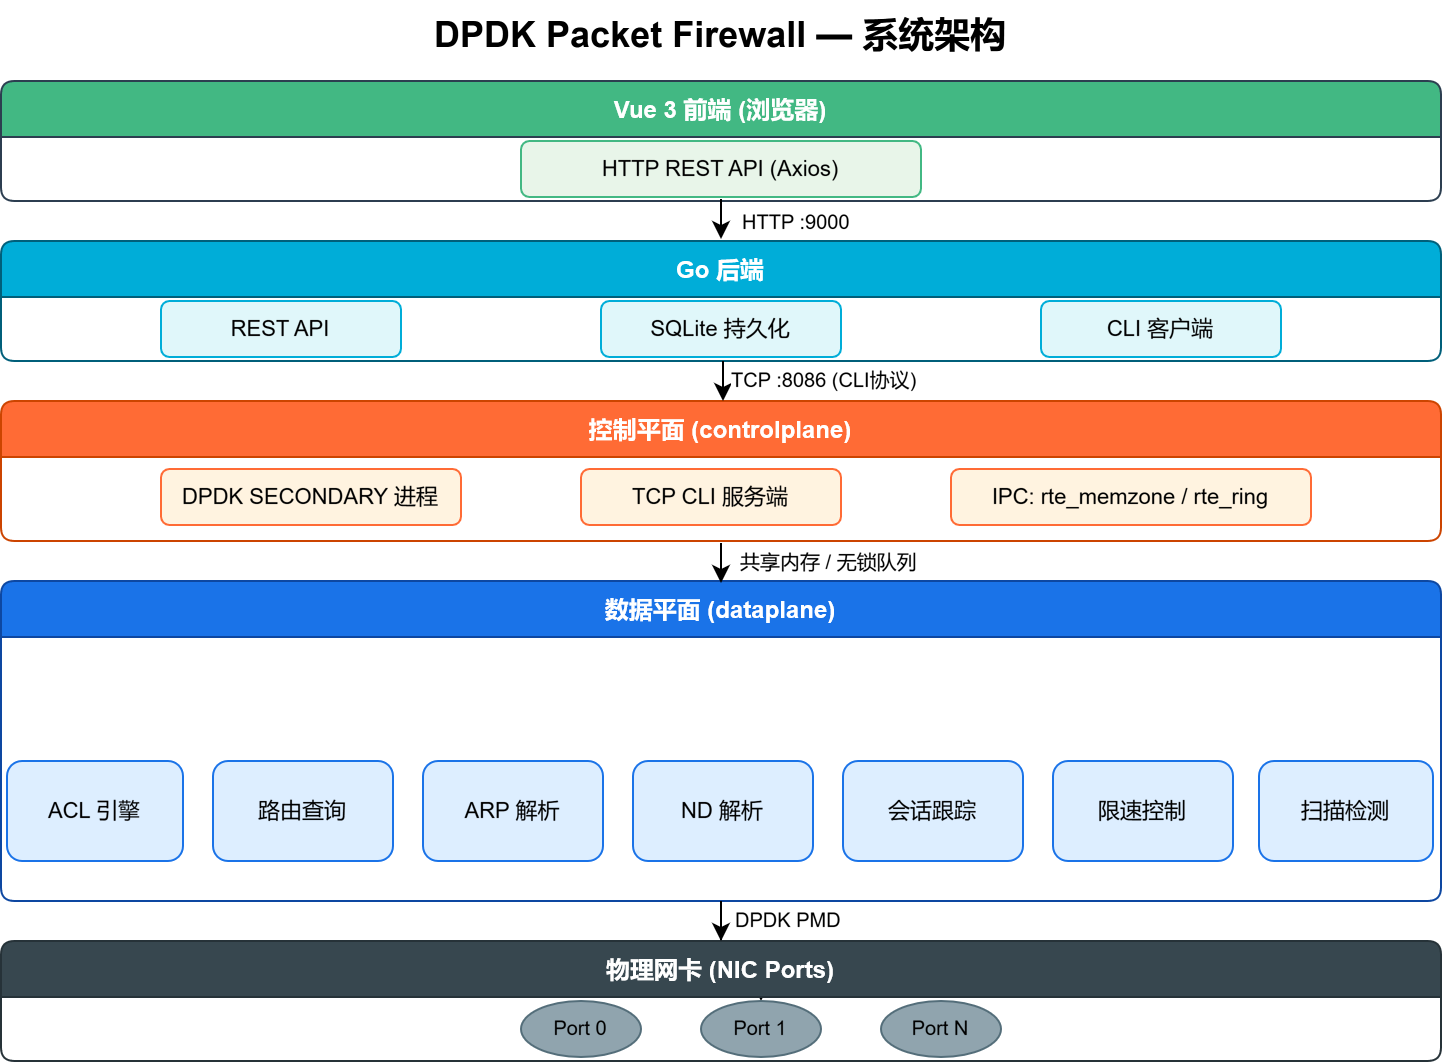 DPDK Packet Firewall — 系统架构
Vue 3 前端 (浏览器)
HTTP REST API (Axios)
HTTP :9000
Go 后端
REST API
SQLite 持久化
CLI 客户端
TCP :8086 (CLI协议)
控制平面 (controlplane)
DPDK SECONDARY 进程
TCP CLI 服务端
IPC: rte_memzone / rte_ring
共享内存 / 无锁队列
数据平面 (dataplane)
ACL 引擎
路由查询
ARP 解析
ND 解析
会话跟踪
限速控制
扫描检测
DPDK PMD
物理网卡 (NIC Ports)
Port 0
Port 1
Port N